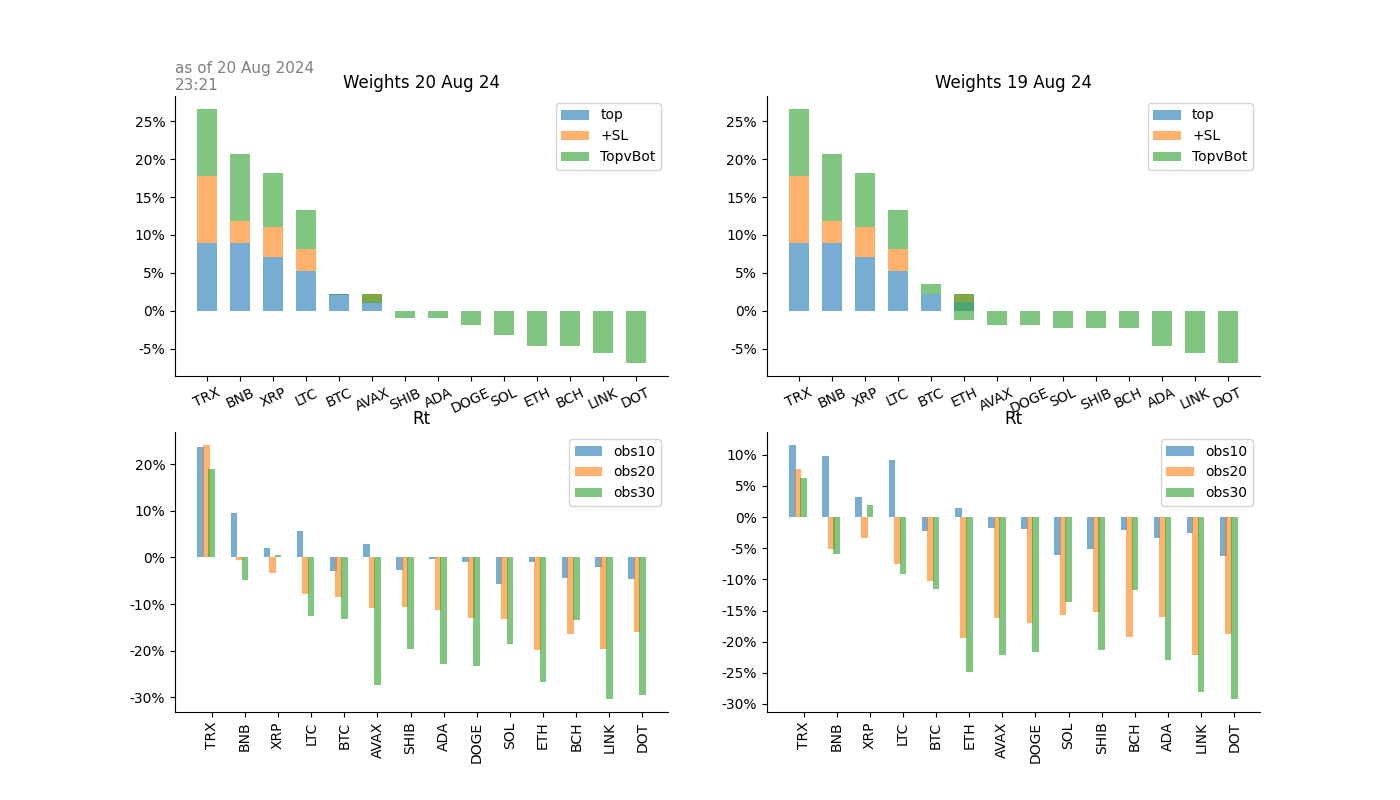 as of 20 Aug 2024
23:21
Weights 20 Aug 24
25%
20%
15%
10%
5%
0%
-5%
top
+SL
TopvBot
TRX BNB XRP LTC BTC AVAX SHIB ADA DOGE SOL ETH BCH LINK DOT
Weights 19 Aug 24
25%
20%
15%
10%
5%
0%
-5%
top
+SL
TopvBot
TRX BNB XRP LTC BTC ETH AVAX DOGE SOL SHIB BCH ADA LINK DOT
Rt
20%
10%
0%
-10%
-20%
-30%
obs10
obs20
obs30
TRX BNB XRP LTC BTC AVAX SHIB ADA DOGE SOL ETH BCH LINK DOT
Rt
10%
5%
0%
-5%
-10%
-15%
-20%
-25%
-30%
obs10
obs20
obs30
TRX BNB XRP LTC BTC ETH AVAX DOGE SOL SHIB BCH ADA LINK DOT